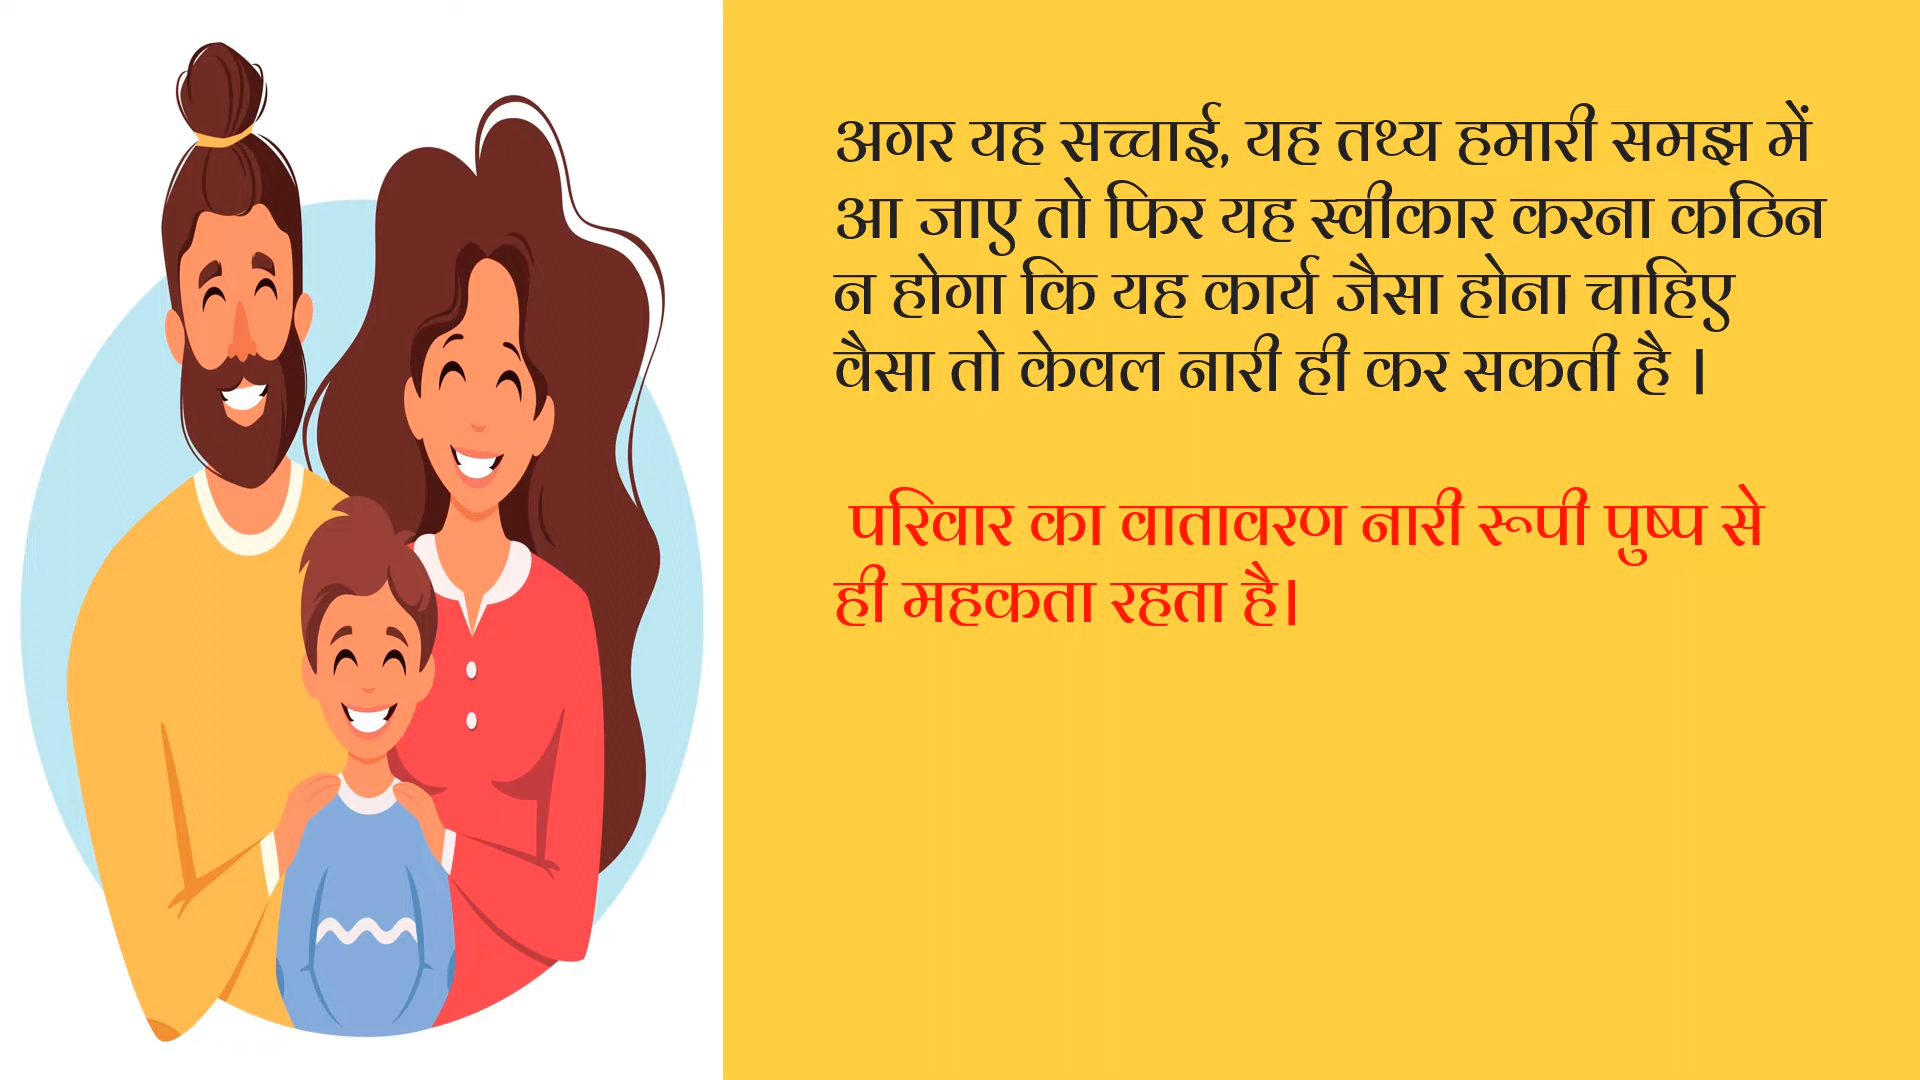 अगर यह सच्चाई, यह तथ्य हमारी समझ में
आ जाए तो फिर यह स्वीकार करना कठिन
न होगा कि यह कार्य जैसा होना चाहिए
वैसा तो केवल नारी ही कर सकती है ।
परिवार का वातावरण नारी रूपी पुष्प से
ही महकता रहता है।